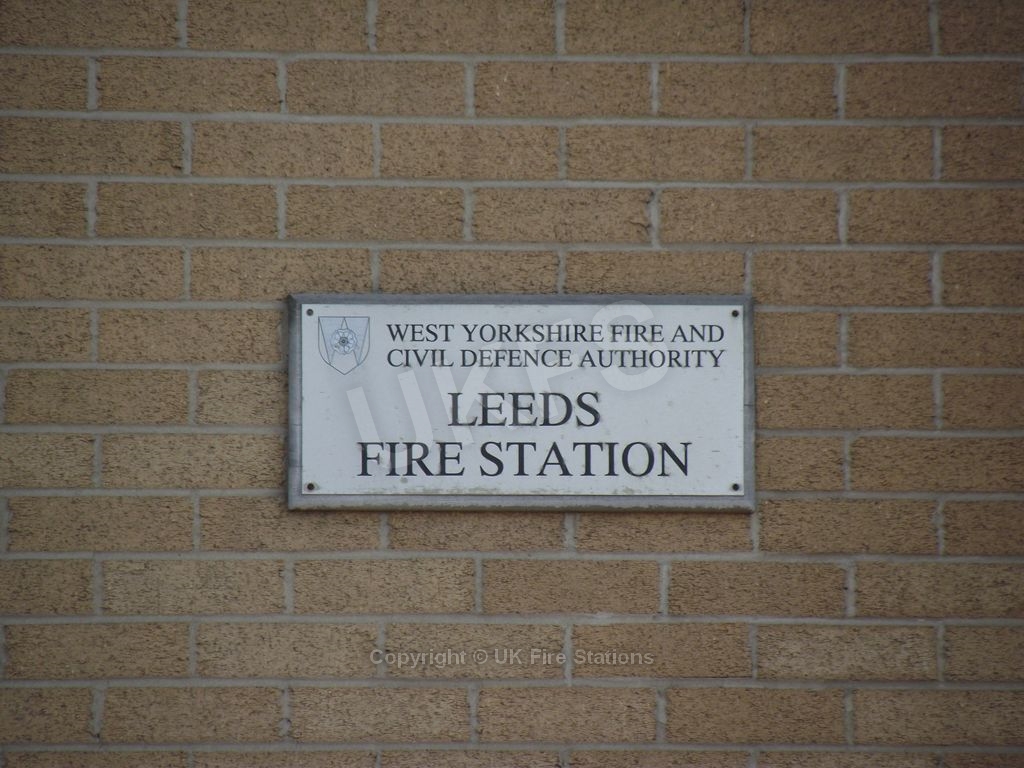 WEST YORKSHIRE FIRE AND
CIVIL DEFENCE AUTHORITY
UKFS
LEEDS
FIRE STATION
Copyright © UK Fire Stations